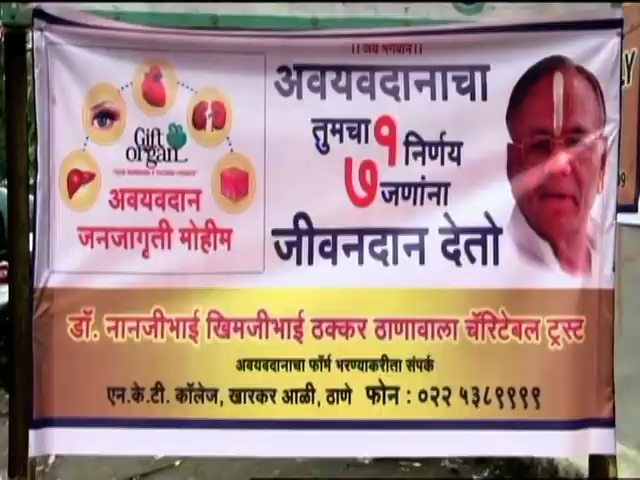 ।। जय भगवान ।।
अवयवदानाचा
तुमचा १ निर्णय
७ जणांना
जीवनदान देतो
Gift
organ
अवयवदान
जनजागृती मोहीम
डॉ. नानजीभाई खिमजीभाई ठक्कर ठाणावाला चॅरिटेबल ट्रस्ट
अवयवदानाचा फॉर्म भरण्याकरीता संपर्क
एन.के.टी. कॉलेज, खारकर आळी, ठाणे फोन : ०२२ ५३८९९९९